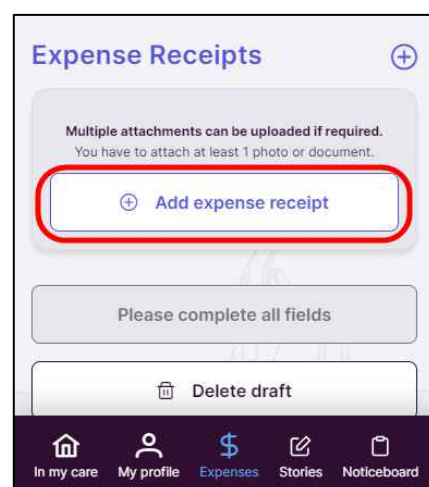 Expense Receipts
Multiple attachments can be uploaded if required.
You have to attach at least 1 photo or document.
Add expense receipt
Please complete all fields
Delete draft
In my care My profile Expenses Stories Noticeboard